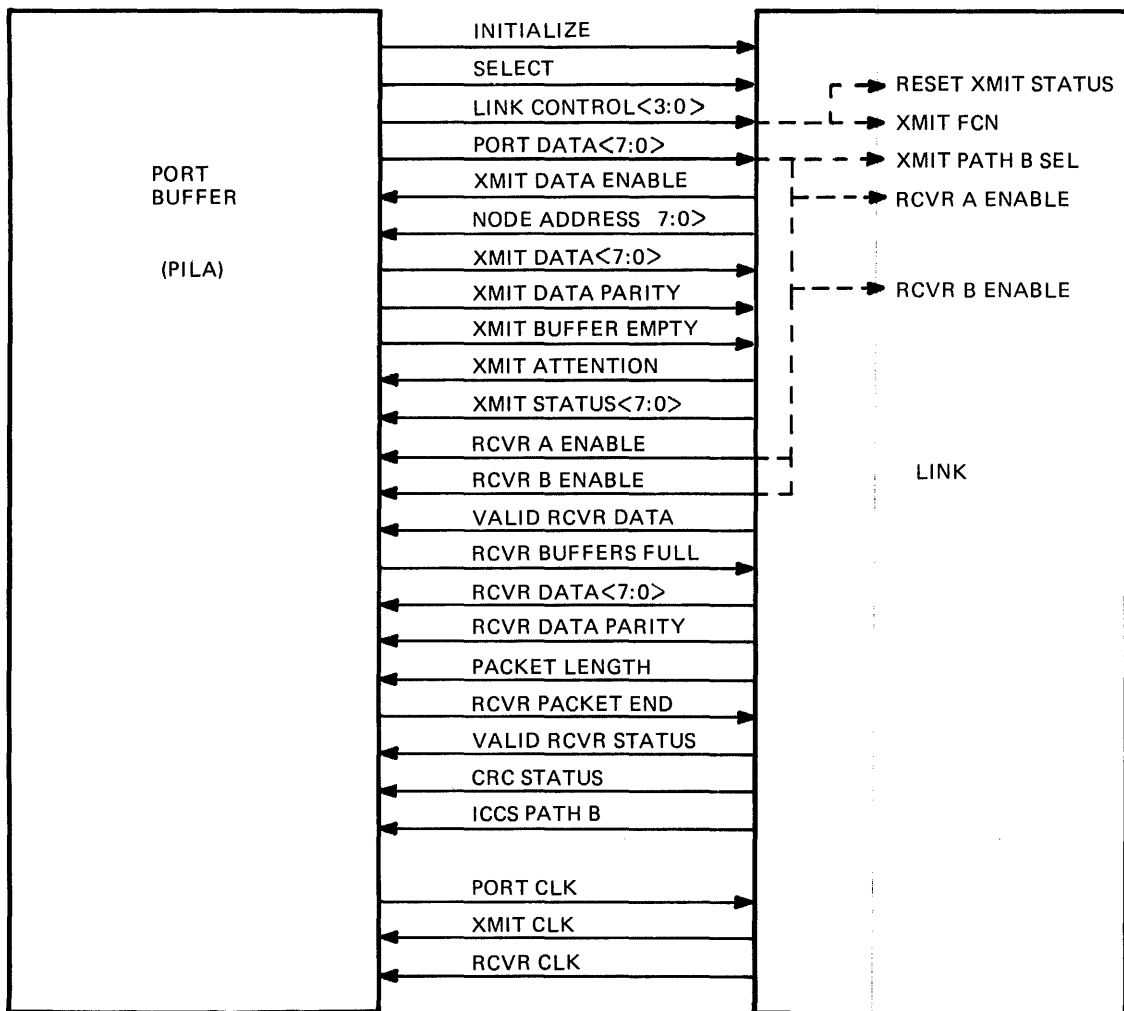 INITIALIZE
SELECT
RESET XMIT STATUS
LINK CONTROL<3:0>
XMIT FCN
PORT DATA<7:0>
XMIT PATH B SEL
PORT
BUFFER
XMIT DATA ENABLE
RCVR A ENABLE
NODE ADDRESS 7:0>
(PILA)
XMIT DATA<7:0>
XMIT DATA PARITY
RCVR B ENABLE
XMIT BUFFER EMPTY
XMIT ATTENTION
XMIT STATUS<7:0>
RCVR A ENABLE
LINK
RCVR B ENABLE
VALID RCVR DATA
RCVR BUFFERS FULL
RCVR DATA<7:0>
RCVR DATA PARITY
PACKET LENGTH
RCVR PACKET END
VALID RCVR STATUS
CRC STATUS
ICCS PATH B
PORT CLK
XMIT CLK
RCVR CLK